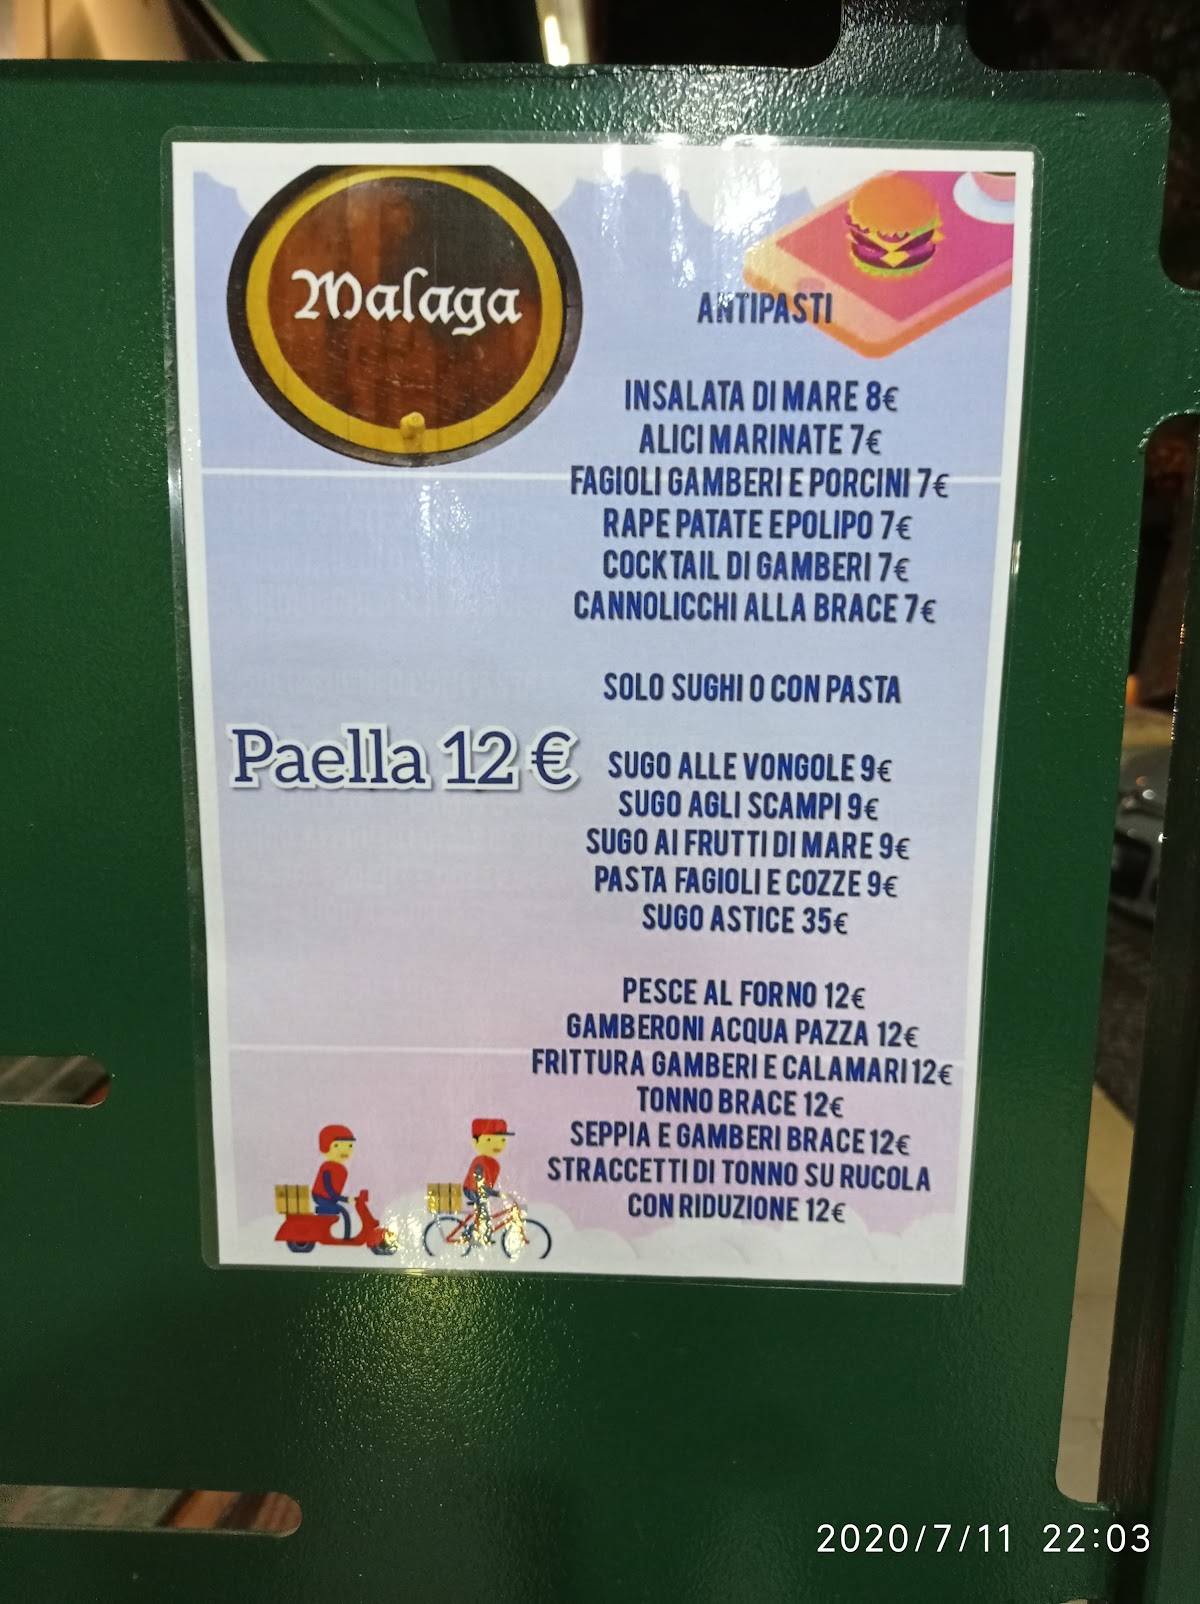 Malaga
ANTIPASTI
INSALATA DI MARE 8€
ALICI MARINATE 7€
FAGIOLI GAMBERI E PORCINI 7€
RAPE PATATE E POLIPO 7€
COCKTAIL DI GAMBERI 7€
CANNOLICCHI ALLA BRACE 7€
SOLO SUGHI O CON PASTA
Paella 12 €
SUGO ALLE VONGOLE 9€
SUGO AGLI SCAMPI 9€
SUGO AI FRUTTI DI MARE 9€
PASTA FAGIOLI E COZZE 9€
SUGO ASTICE 35€
PESCE AL FORNO 12€
GAMBERONI ACQUA PAZZA 12€
FRITTURA GAMBERI E CALAMARI 12€
TONNO BRACE 12€
SEPPIA E GAMBERI BRACE 12€
STRACCETTI DI TONNO SU RUCOLA
CON RIDUZIONE 12€
2020/7/11 22:03